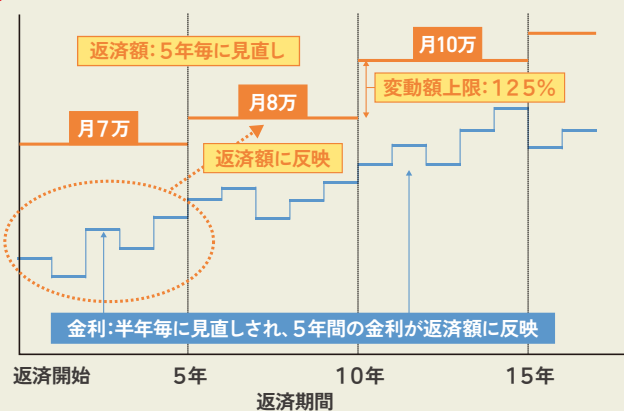 返済額：５年毎に見直し
月10万
変動額上限：１２５％
月8万
月７万
返済額に反映
金利：半年毎に見直しされ、５年間の金利が返済額に反映
返済開始
５年
１０年
１５年
返済期間